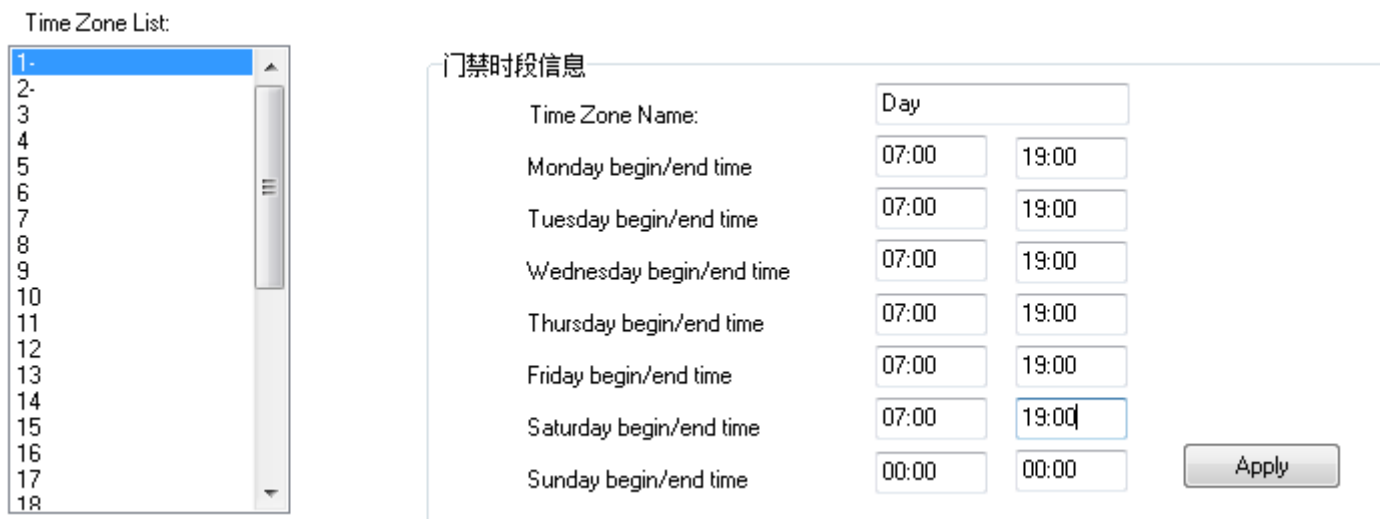 Time Zone List:
1-
2-
3
4
5
6
7
8
9
10
11
12
13
14
15
16
17
18
门禁时段信息
Time Zone Name: Day
Monday begin/end time 07:00 19:00
Tuesday begin/end time 07:00 19:00
Wednesday begin/end time 07:00 19:00
Thursday begin/end time 07:00 19:00
Friday begin/end time 07:00 19:00
Saturday begin/end time 07:00 19:00
Sunday begin/end time 00:00 00:00
Apply